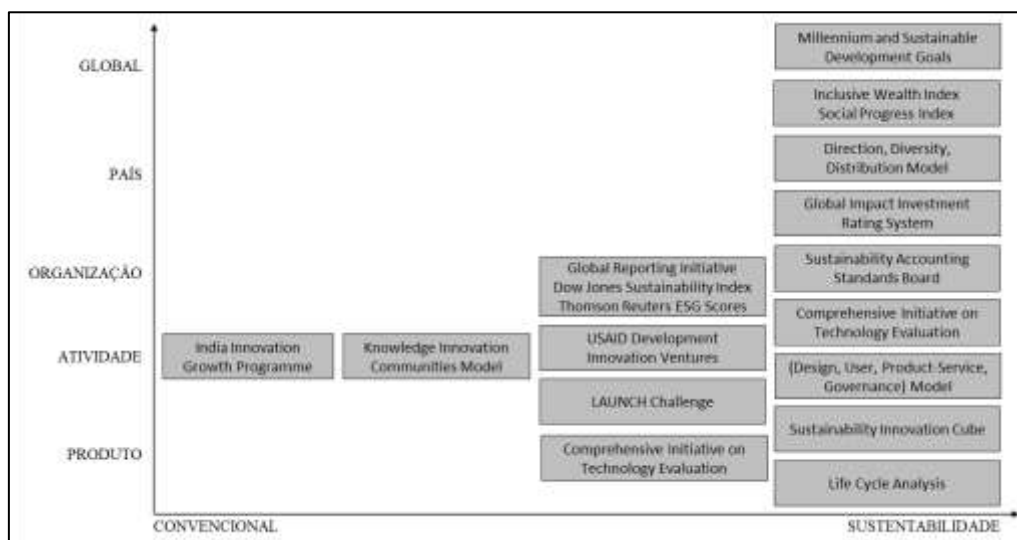 GLOBAL
PAÍS
ORGANIZAÇÃO
ATIVIDADE
PRODUTO
India Innovation
Growth Programme
Knowledge Innovation
Communities Model
Global Reporting Initiative
Dow Jones Sustainability Index
Thomson Reuters ESG Scores
USAID Development
Innovation Ventures
LAUNCH Challenge
Comprehensive Initiative on
Technology Evaluation
Millennium and Sustainable
Development Goals
Inclusive Wealth Index
Social Progress Index
Direction, Diversity,
Distribution Model
Global Impact Investment
Rating System
Sustainability Accounting
Standards Board
Comprehensive Initiative on
Technology Evaluation
(Design, User, Product Service,
Governance) Model
Sustainability Innovation Cube
Life Cycle Analysis
CONVENCIONAL
SUSTENTABILIDADE